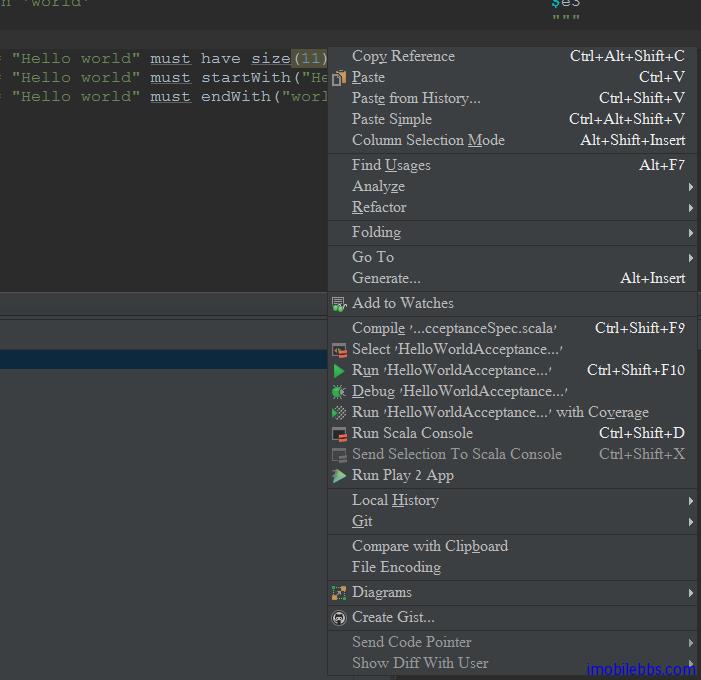 'world'
$e3
"""
"Hello world" must have size(11)
"Hello world" must startWith("He
"Hello world" must endWith("worl
Copy Reference Ctrl+Alt+Shift+C
Paste Ctrl+V
Paste from History... Ctrl+Shift+V
Paste Simple Ctrl+Alt+Shift+V
Column Selection Mode Alt+Shift+Insert
Find Usages Alt+F7
Analyze
Refactor
Folding
Go To
Generate... Alt+Insert
Add to Watches
Compile '...cceptanceSpec.scala' Ctrl+Shift+F9
Select 'HelloWorldAcceptance...'
Run 'HelloWorldAcceptance...' Ctrl+Shift+F10
Debug 'HelloWorldAcceptance...'
Run 'HelloWorldAcceptance...' with Coverage
Run Scala Console Ctrl+Shift+D
Send Selection To Scala Console Ctrl+Shift+X
Run Play 2 App
Local History
Git
Compare with Clipboard
File Encoding
Diagrams
Create Gist...
Send Code Pointer
Show Diff With User
imobilebbs.com